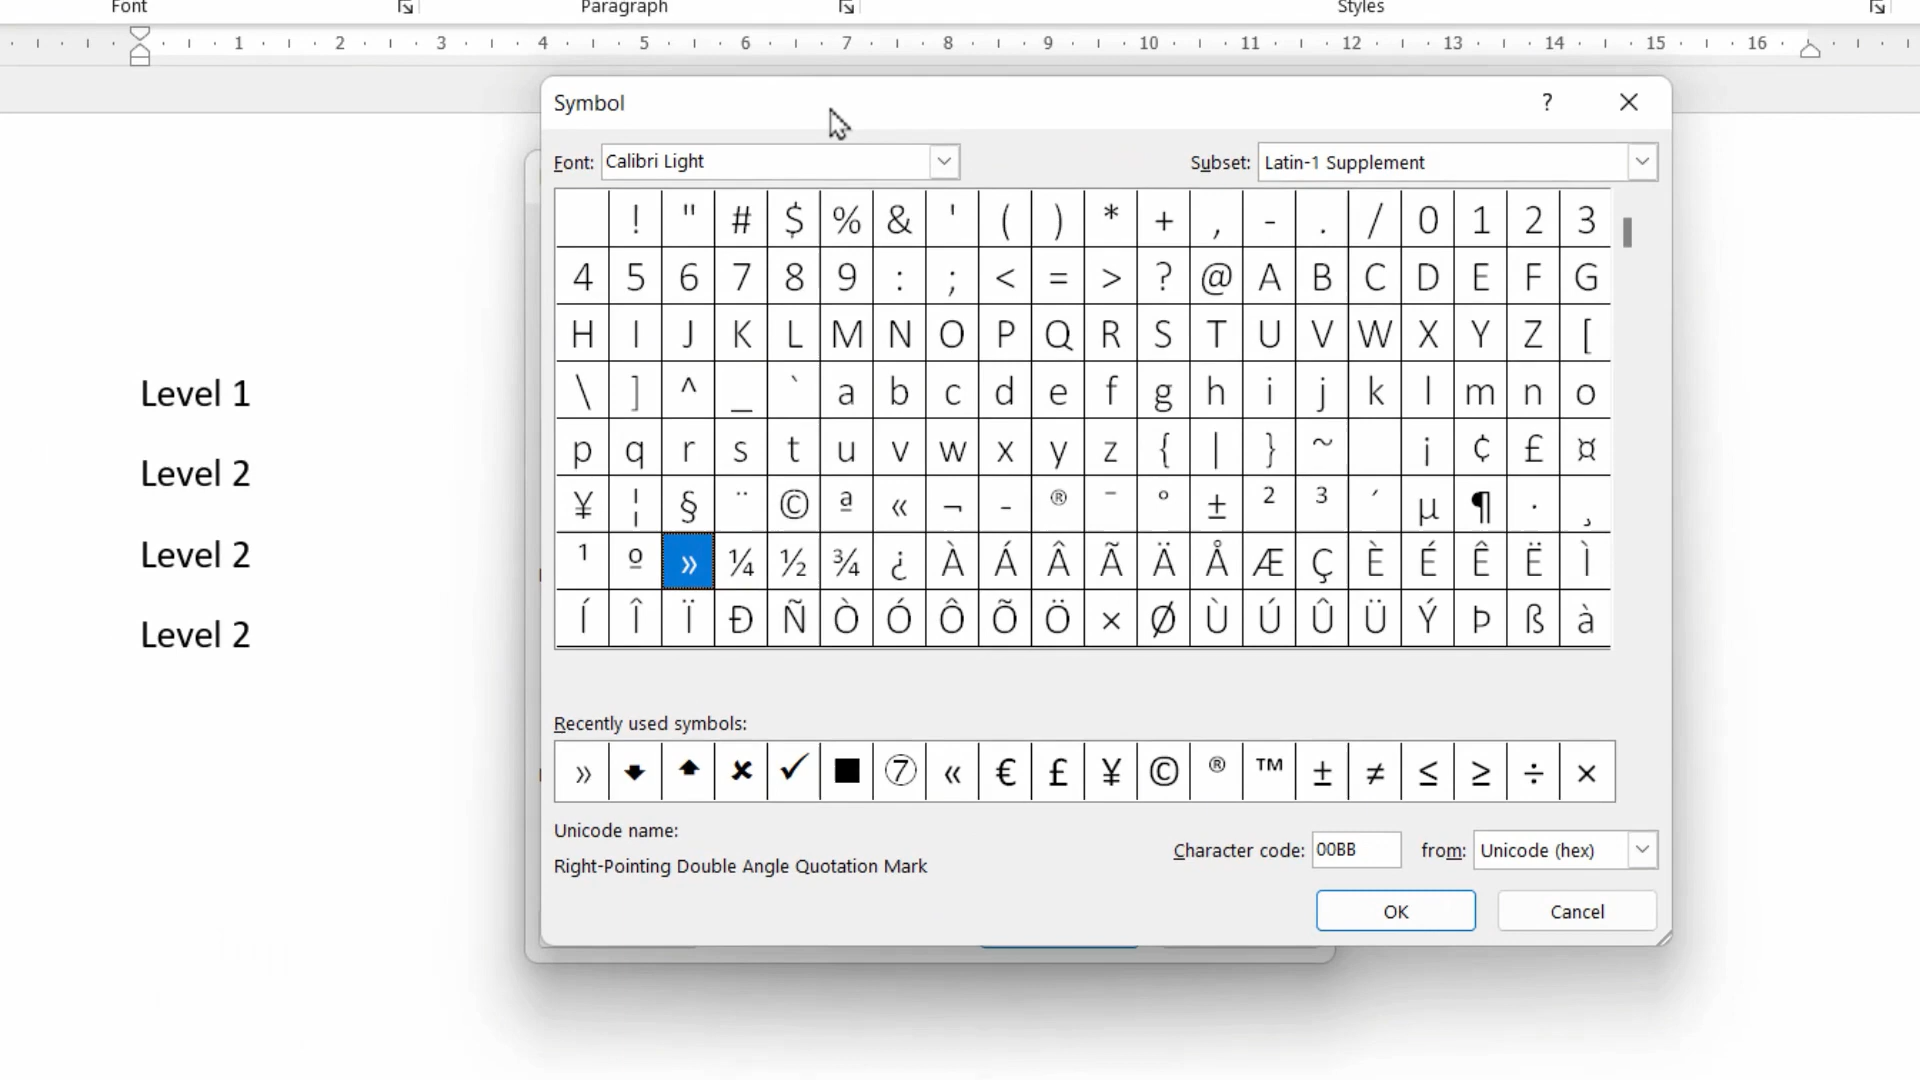 Font Paragraph Styles
1 2 3 4 5 6 7 8 9 10 11 12 13 14 15 16
Symbol ?
Font: Calibri Light Subset: Latin-1 Supplement
! " # $ % & ' ( ) * + , - . / 0 1 2 3
4 5 6 7 8 9 : ; < = > ? @ A B C D E F G
H I J K L M N O P Q R S T U V W X Y Z [
\ ] ^ _ ` a b c d e f g h i j k l m n o
p q r s t u v w x y z { | } ~ ¡ ¢ £ ¤
¥ ¦ § ¨ © ª « ¬ - ® ¯ ° ± ² ³ ´ µ ¶ · ¸
¹ º » ¼ ½ ¾ ¿ À Á Â Ã Ä Å Æ Ç È É Ê Ë Ì
Í Î Ï Ð Ñ Ò Ó Ô Õ Ö × Ø Ù Ú Û Ü Ý Þ ß à
Level 1
Level 2
Level 2
Level 2
Recently used symbols:
» 🡇 🡅 ✘ ✓ ■ ⑦ « € £ ¥ © ® ™ ± ≠ ≤ ≥ ÷ ×
Unicode name:
Right-Pointing Double Angle Quotation Mark
Character code: 00BB from: Unicode (hex)
OK Cancel